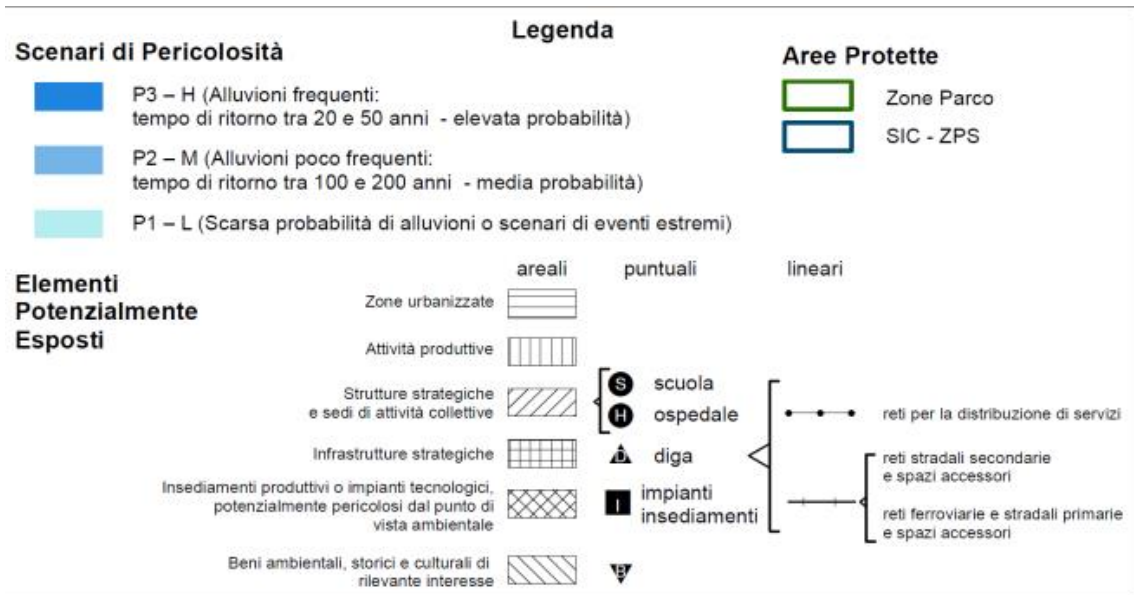 Legenda
Scenari di Pericolosità
P3 – H (Alluvioni frequenti:
tempo di ritorno tra 20 e 50 anni - elevata probabilità)
P2 – M (Alluvioni poco frequenti:
tempo di ritorno tra 100 e 200 anni - media probabilità)
P1 – L (Scarsa probabilità di alluvioni o scenari di eventi estremi)
Aree Protette
Zone Parco
SIC - ZPS
Elementi
Potenzialmente
Esposti
areali puntuali lineari
Zone urbanizzate
Attività produttive
Strutture strategiche
e sedi di attività collettive
S scuola
H ospedale
reti per la distribuzione di servizi
Infrastrutture strategiche
D diga
reti stradali secondarie
e spazi accessori
Insediamenti produttivi o impianti tecnologici,
potenzialmente pericolosi dal punto di
vista ambientale
I impianti
insediamenti
reti ferroviarie e stradali primarie
e spazi accessori
Beni ambientali, storici e culturali di
rilevante interesse
B